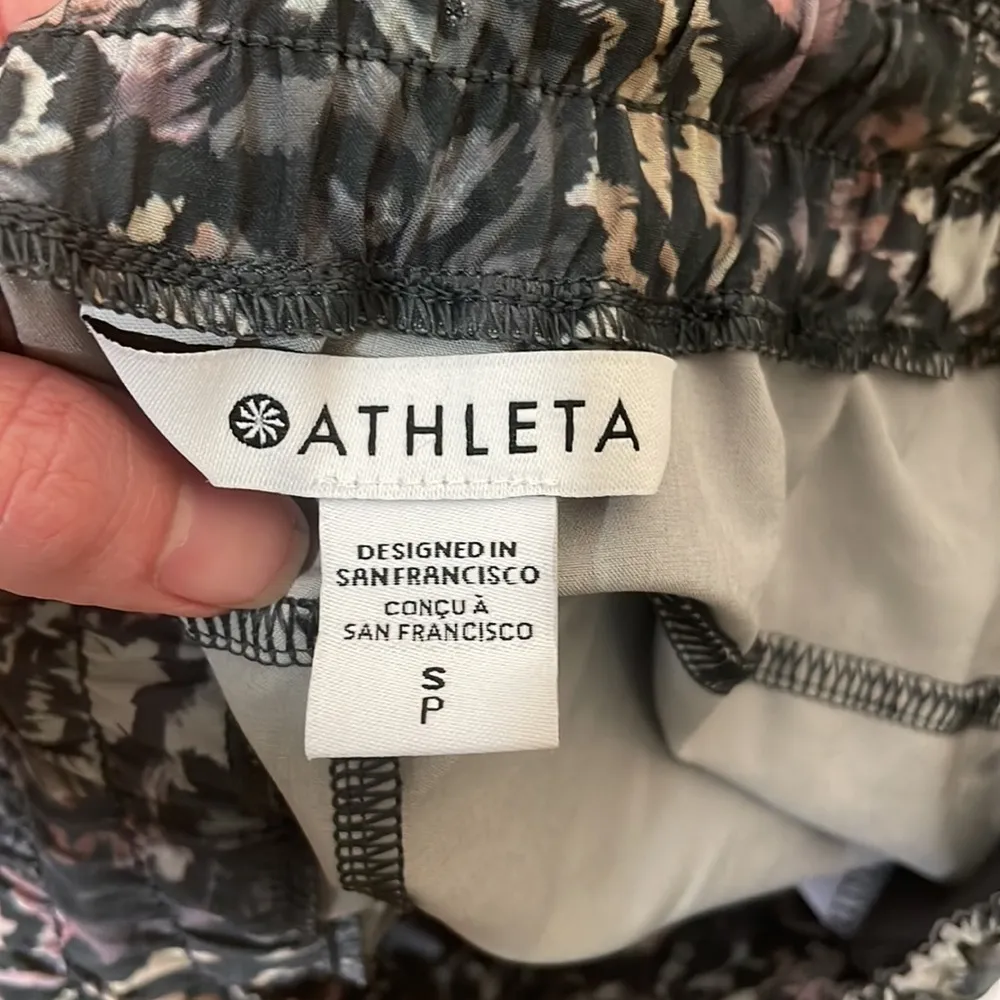 ATHLETA
DESIGNED IN
SAN FRANCISCO
CONÇU À
SAN FRANCISCO
S
P